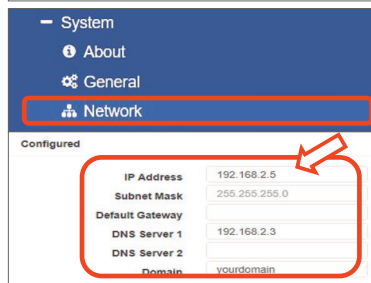 System
About
General
Network
Configured
IP Address 192.168.2.5
Subnet Mask 255.255.255.0
Default Gateway
DNS Server 1 192.168.2.3
DNS Server 2
Domain yourdomain